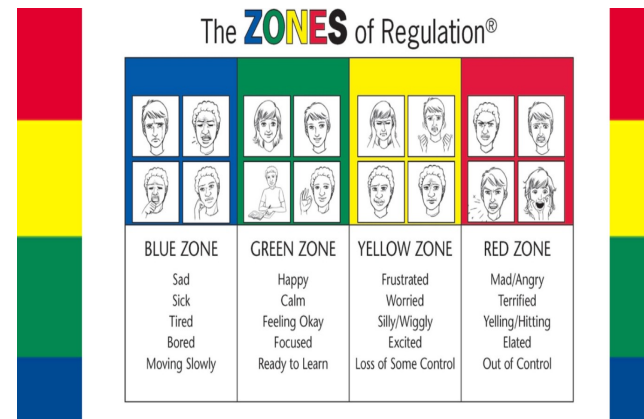 The ZONES of Regulation®
BLUE ZONE
Sad
Sick
Tired
Bored
Moving Slowly
GREEN ZONE
Happy
Calm
Feeling Okay
Focused
Ready to Learn
YELLOW ZONE
Frustrated
Worried
Silly/Wiggly
Excited
Loss of Some Control
RED ZONE
Mad/Angry
Terrified
Yelling/Hitting
Elated
Out of Control